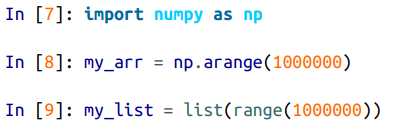 In [7]: import numpy as np
In [8]: my_arr = np.arange(1000000)
In [9]: my_list = list(range(1000000))